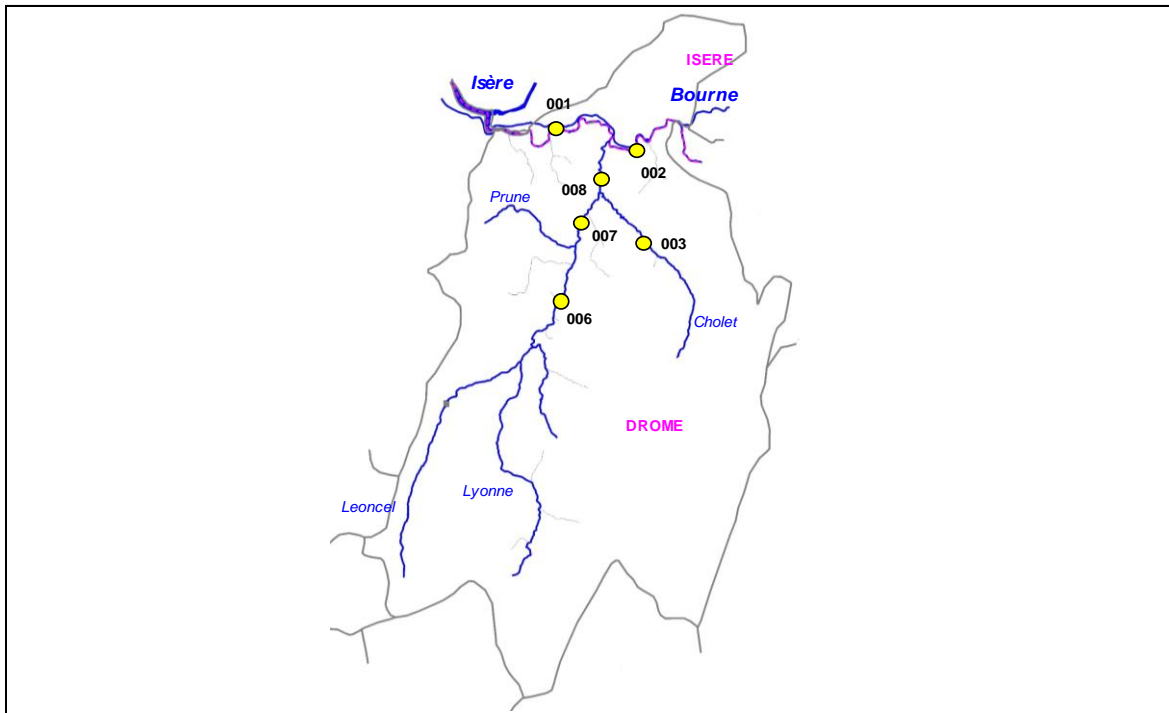 ISERE
Isère
Bourne
001
002
008
Prune
007
003
006
Cholet
DROME
Lyonne
Leoncel